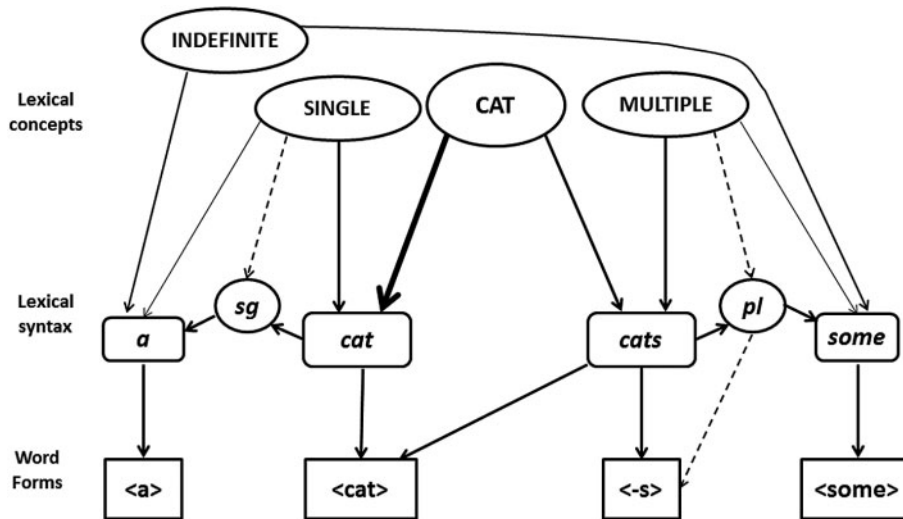 INDEFINITE
Lexical
concepts
SINGLE
CAT
MULTIPLE
Lexical
syntax
a
sg
cat
cats
pl
some
Word
Forms
<a>
<cat>
<-s>
<some>